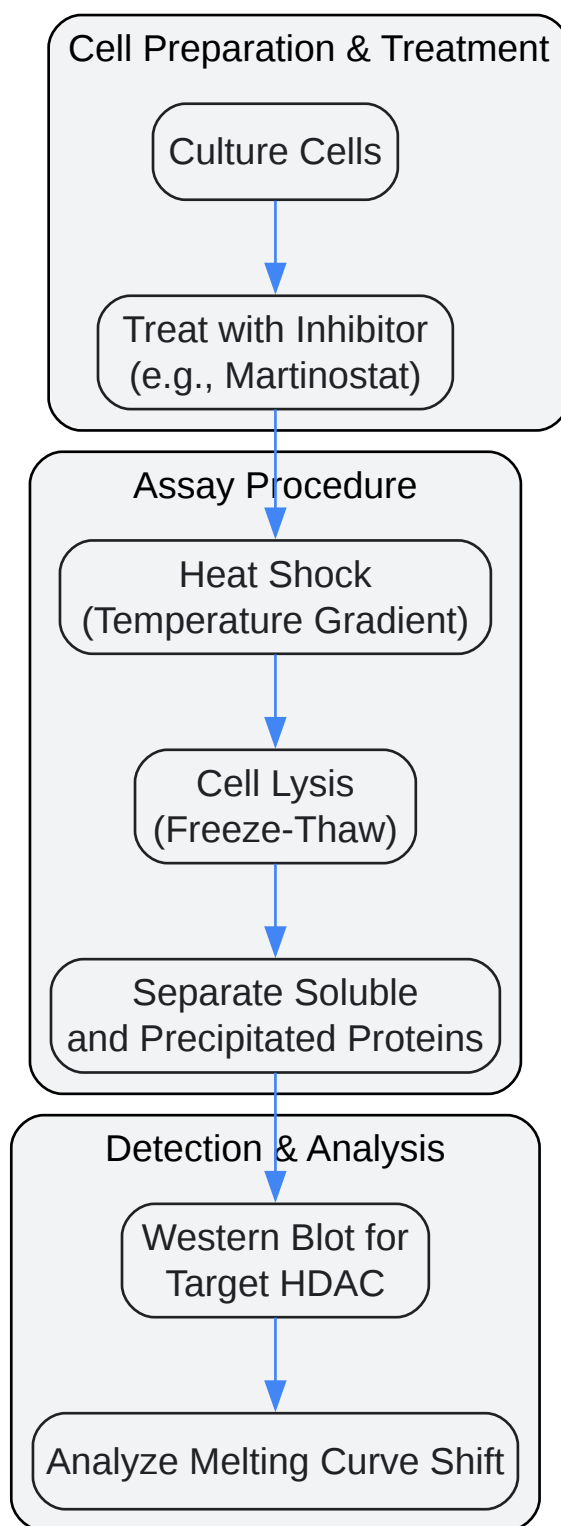 Cell Preparation & Treatment
Culture Cells
Treat with Inhibitor
(e.g., Martinostat)
Assay Procedure
Heat Shock
(Temperature Gradient)
Cell Lysis
(Freeze-Thaw)
Separate Soluble
and Precipitated Proteins
Detection & Analysis
Western Blot for
Target HDAC
Analyze Melting Curve Shift